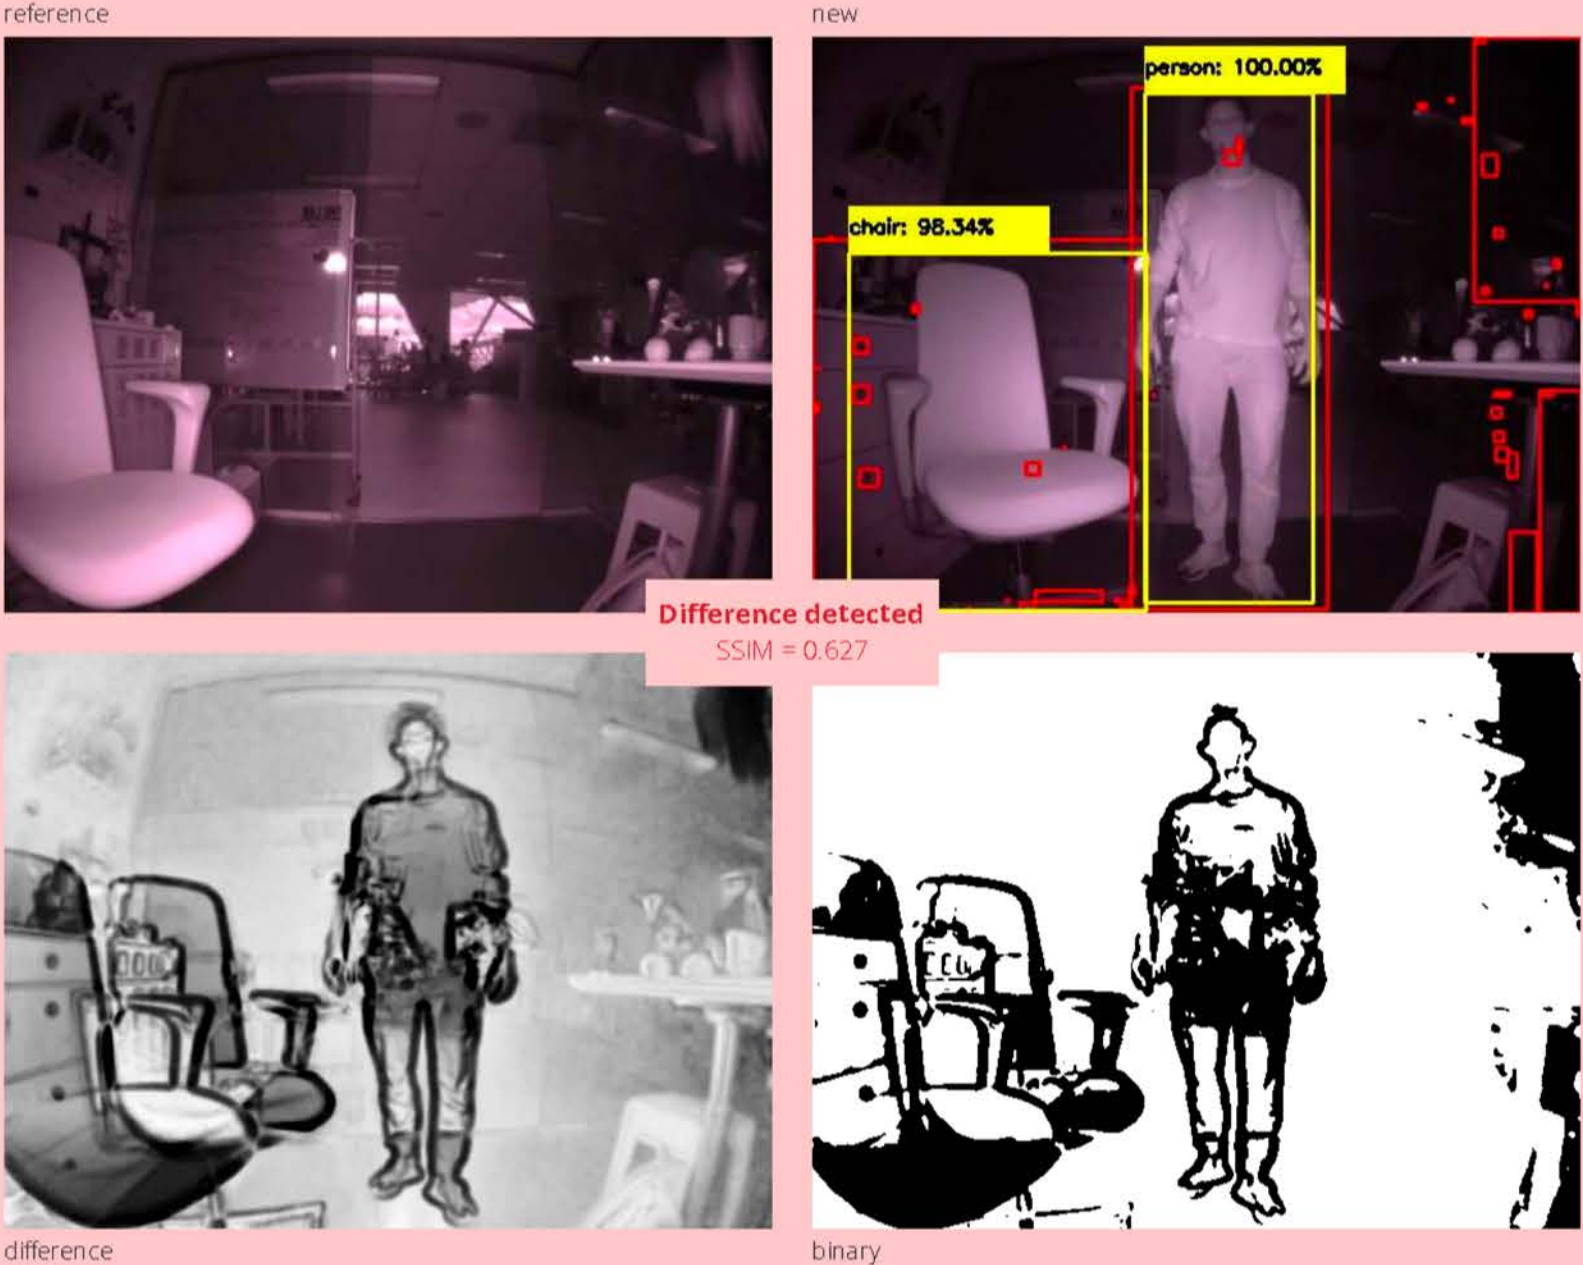 reference
new
person: 100.00%
chair: 98.34%
Difference detected
SSIM = 0.627
difference
binary